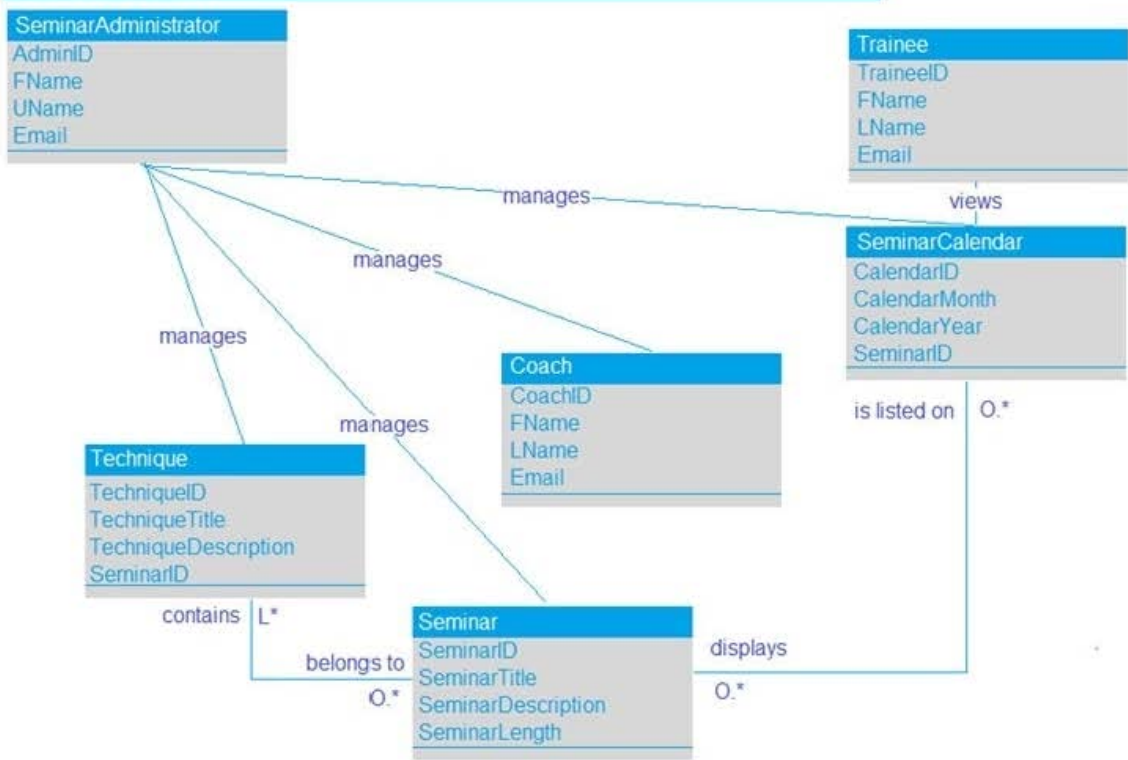 SeminarAdministrator
AdminID
FName
UName
Email
Trainee
TraineeID
FName
LName
Email
manages
views
SeminarCalendar
CalendarID
CalendarMonth
CalendarYear
SeminarID
manages
manages
Coach
CoachID
FName
LName
Email
is listed on O.*
manages
Technique
TechniqueID
TechniqueTitle
TechniqueDescription
SeminarID
contains L*
Seminar
SeminarID
SeminarTitle
SeminarDescription
SeminarLength
belongs to
O.*
displays
O.*